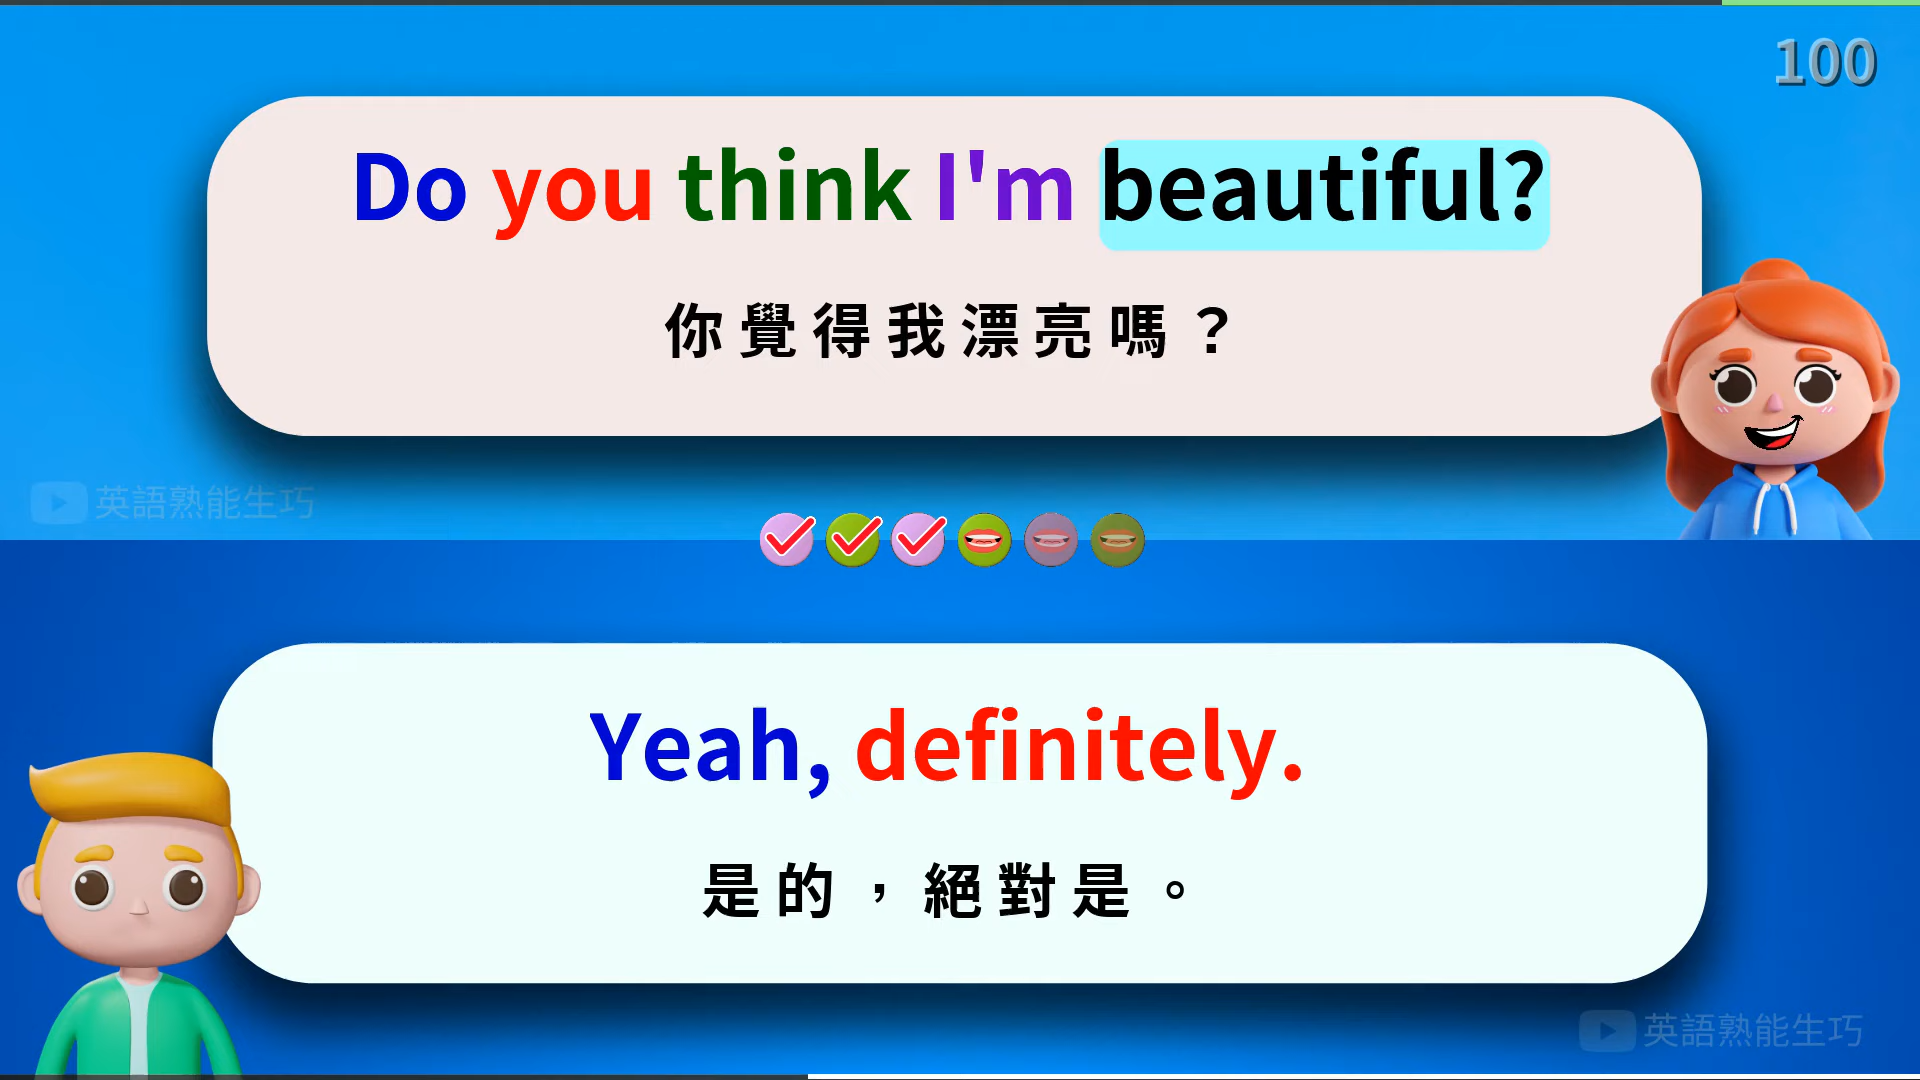 100
Do you think I'm beautiful?
你覺得我漂亮嗎？
英語熟能生巧
Yeah, definitely.
是的，絕對是。
英語熟能生巧